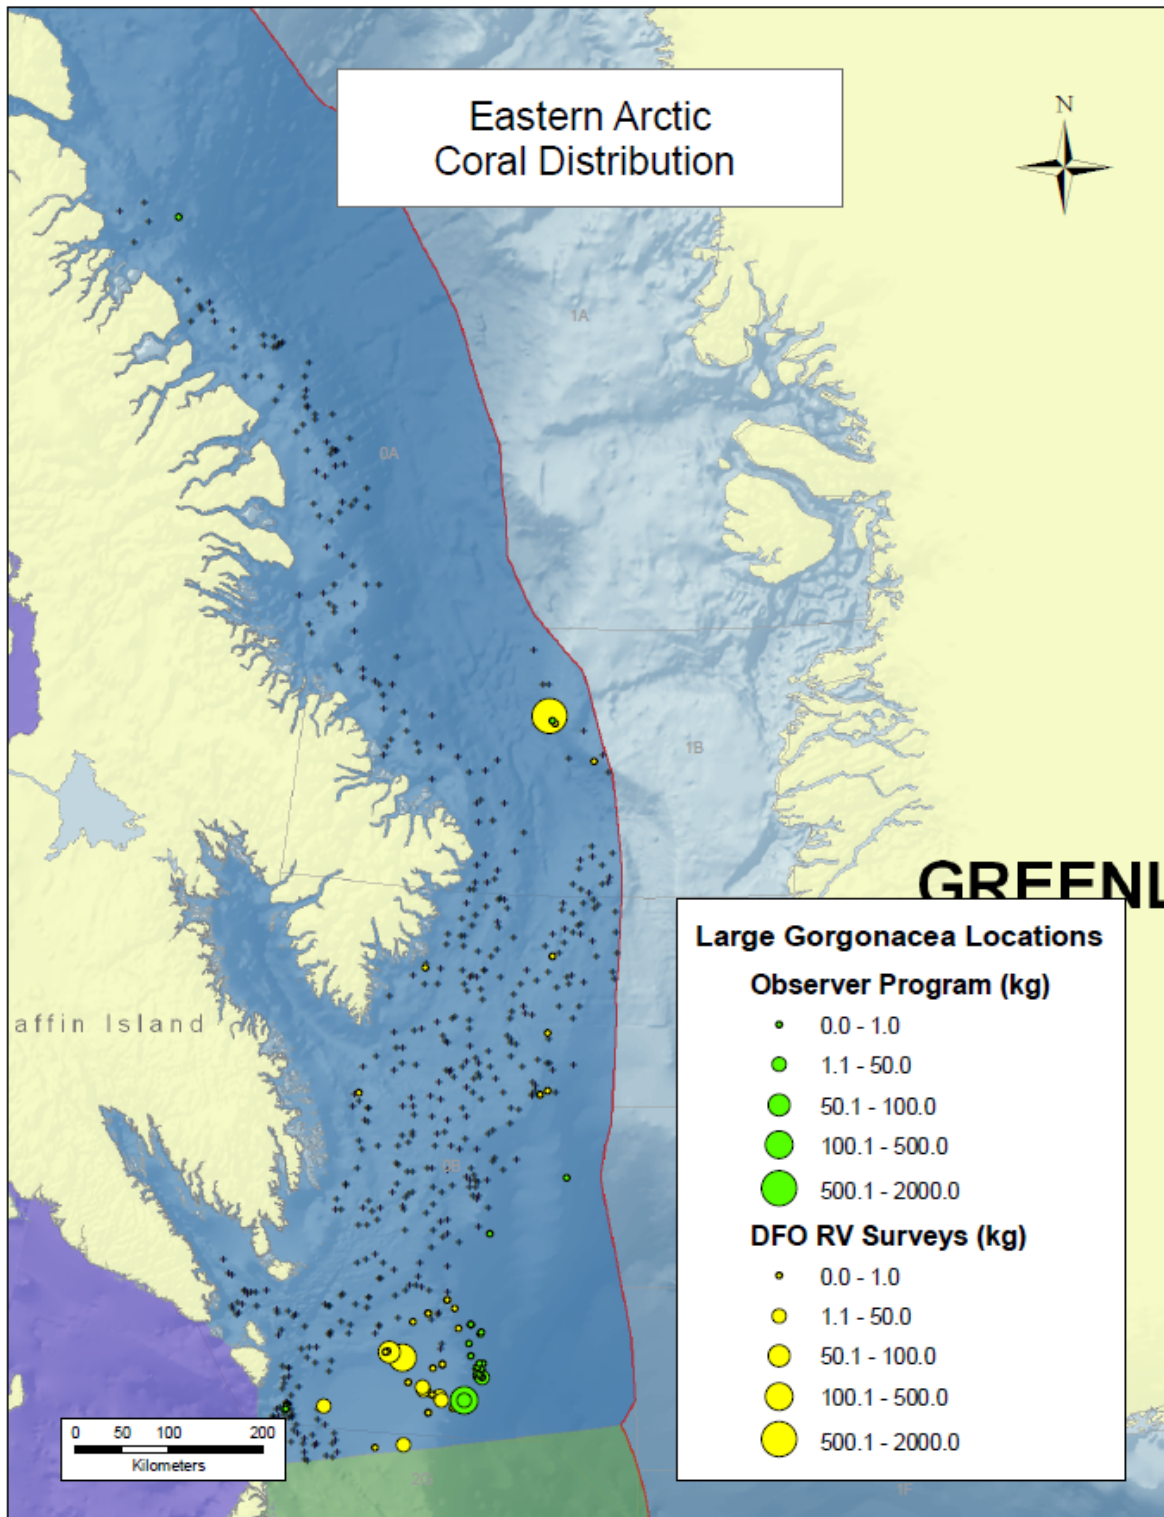 Eastern Arctic
Coral Distribution
N
1A
0A
1B
GREENL
affin Island
0B
Large Gorgonacea Locations
Observer Program (kg)
0.0 - 1.0
1.1 - 50.0
50.1 - 100.0
100.1 - 500.0
500.1 - 2000.0
DFO RV Surveys (kg)
0.0 - 1.0
1.1 - 50.0
50.1 - 100.0
100.1 - 500.0
500.1 - 2000.0
0 50 100 200
Kilometers
2G
1F